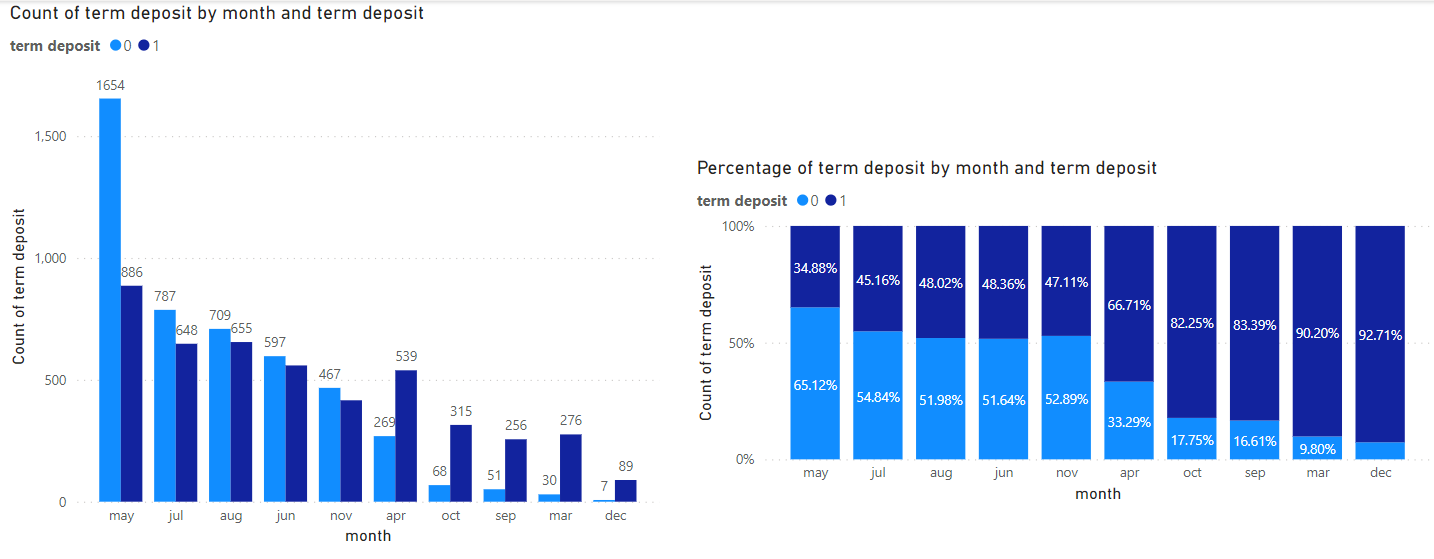 Count of term deposit by month and term deposit
term deposit 0 1
Count of term deposit
1,500
1,000
500
0
1654
886
787
648
709
655
597
467
269
539
68
315
51
256
30
276
7
89
may jul aug jun nov apr oct sep mar dec
month
Percentage of term deposit by month and term deposit
term deposit 0 1
Count of term deposit
100%
50%
0%
34.88% 45.16% 48.02% 48.36% 47.11% 66.71% 82.25% 83.39% 90.20% 92.71%
65.12% 54.84% 51.98% 51.64% 52.89% 33.29% 17.75% 16.61% 9.80%
may jul aug jun nov apr oct sep mar dec
month